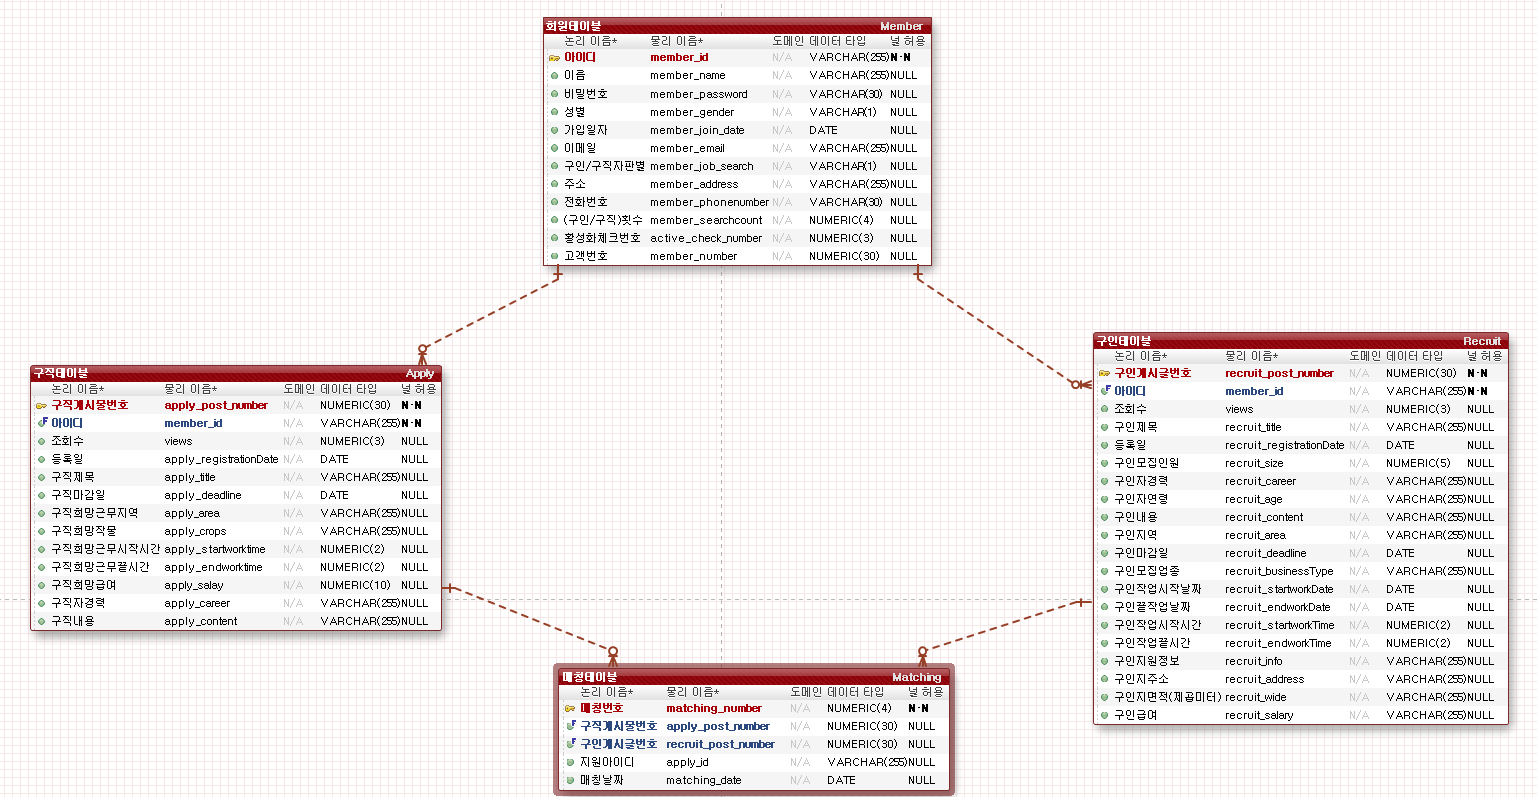 회원테이블 Member
논리 이름* 물리 이름* 도메인 데이터 타입 널 허용
아이디 member_id N/A VARCHAR(255) N-N
이름 member_name N/A VARCHAR(255) NULL
비밀번호 member_password N/A VARCHAR(30) NULL
성별 member_gender N/A VARCHAR(1) NULL
가입일자 member_join_date N/A DATE NULL
이메일 member_email N/A VARCHAR(255) NULL
구인/구직자판별 member_job_search N/A VARCHAR(1) NULL
주소 member_address N/A VARCHAR(255) NULL
전화번호 member_phonenumber N/A VARCHAR(30) NULL
(구인/구직)횟수 member_searchcount N/A NUMERIC(4) NULL
활성화체크번호 active_check_number N/A NUMERIC(3) NULL
고객번호 member_number N/A NUMERIC(30) NULL
구직테이블 Apply
논리 이름* 물리 이름* 도메인 데이터 타입 널 허용
구직게시물번호 apply_post_number N/A NUMERIC(30) N-N
아이디 member_id N/A VARCHAR(255) N-N
조회수 views N/A NUMERIC(3) NULL
등록일 apply_registrationDate N/A DATE NULL
구직제목 apply_title N/A VARCHAR(255) NULL
구직마감일 apply_deadline N/A DATE NULL
구직희망근무지역 apply_area N/A VARCHAR(255) NULL
구직희망작물 apply_crops N/A VARCHAR(255) NULL
구직희망근무시작시간 apply_startworktime N/A NUMERIC(2) NULL
구직희망근무끝시간 apply_endworktime N/A NUMERIC(2) NULL
구직희망급여 apply_salay N/A NUMERIC(10) NULL
구직자경력 apply_career N/A VARCHAR(255) NULL
구직내용 apply_content N/A VARCHAR(255) NULL
구인테이블 Recruit
논리 이름* 물리 이름* 도메인 데이터 타입 널 허용
구인게시글번호 recruit_post_number N/A NUMERIC(30) N-N
아이디 member_id N/A VARCHAR(255) N-N
조회수 views N/A NUMERIC(3) NULL
구인제목 recruit_title N/A VARCHAR(255) NULL
등록일 recruit_registrationDate N/A DATE NULL
구인모집인원 recruit_size N/A NUMERIC(5) NULL
구인자경력 recruit_career N/A VARCHAR(255) NULL
구인자연령 recruit_age N/A VARCHAR(255) NULL
구인내용 recruit_content N/A VARCHAR(255) NULL
구인지역 recruit_area N/A VARCHAR(255) NULL
구인마감일 recruit_deadline N/A DATE NULL
구인모집업종 recruit_businessType N/A VARCHAR(255) NULL
구인작업시작날짜 recruit_startworkDate N/A DATE NULL
구인끝작업날짜 recruit_endworkDate N/A DATE NULL
구인작업시작시간 recruit_startworkTime N/A NUMERIC(2) NULL
구인작업끝시간 recruit_endworkTime N/A NUMERIC(2) NULL
구인지원정보 recruit_info N/A VARCHAR(255) NULL
구인지주소 recruit_address N/A VARCHAR(255) NULL
구인지면적(제곱미터) recruit_wide N/A VARCHAR(255) NULL
구인급여 recruit_salary N/A VARCHAR(255) NULL
매칭테이블 Matching
논리 이름* 물리 이름* 도메인 데이터 타입 널 허용
매칭번호 matching_number N/A NUMERIC(4) N-N
구직게시물번호 apply_post_number N/A NUMERIC(30) NULL
구인게시글번호 recruit_post_number N/A NUMERIC(30) NULL
지원아이디 apply_id N/A VARCHAR(255) NULL
매칭날짜 matching_date N/A DATE NULL